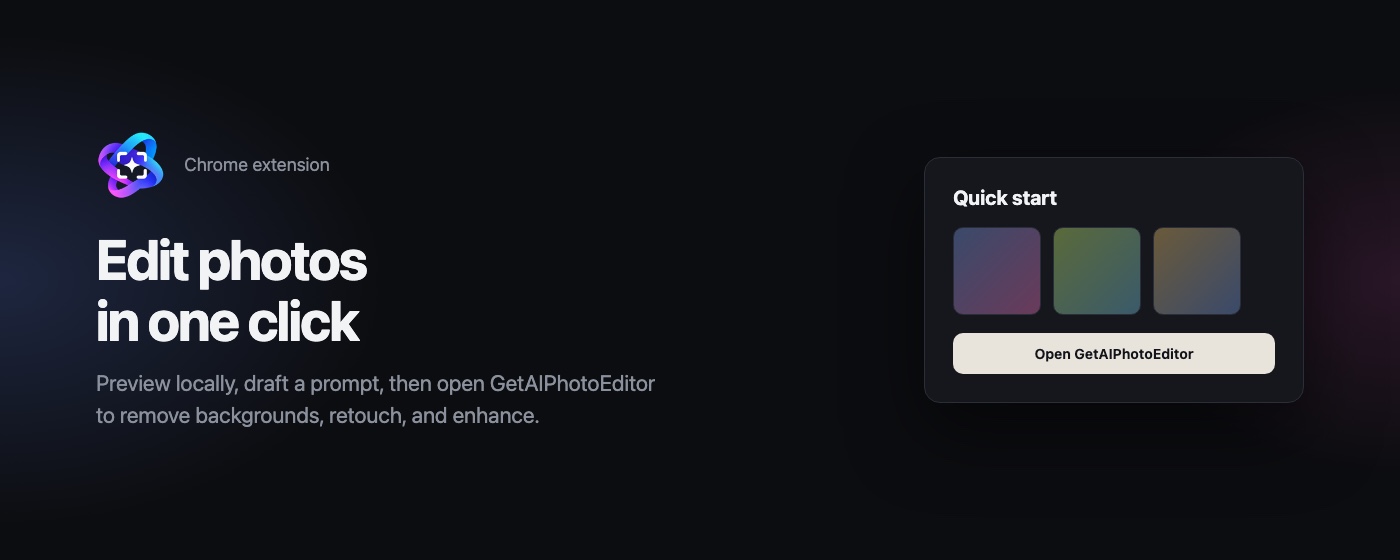 Chrome extension
Edit photos
in one click
Preview locally, draft a prompt, then open GetAIPhotoEditor
to remove backgrounds, retouch, and enhance.
Quick start
Open GetAIPhotoEditor